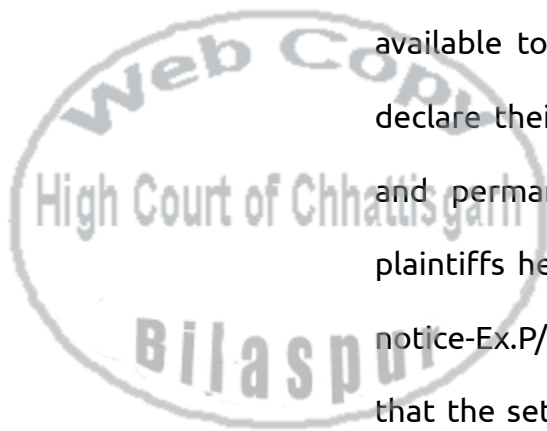 available to
declare thei
and perma
plaintiffs he
notice-Ex.P/
that the set
Web Copy
High Court of Chhattisgarh
Bilaspur